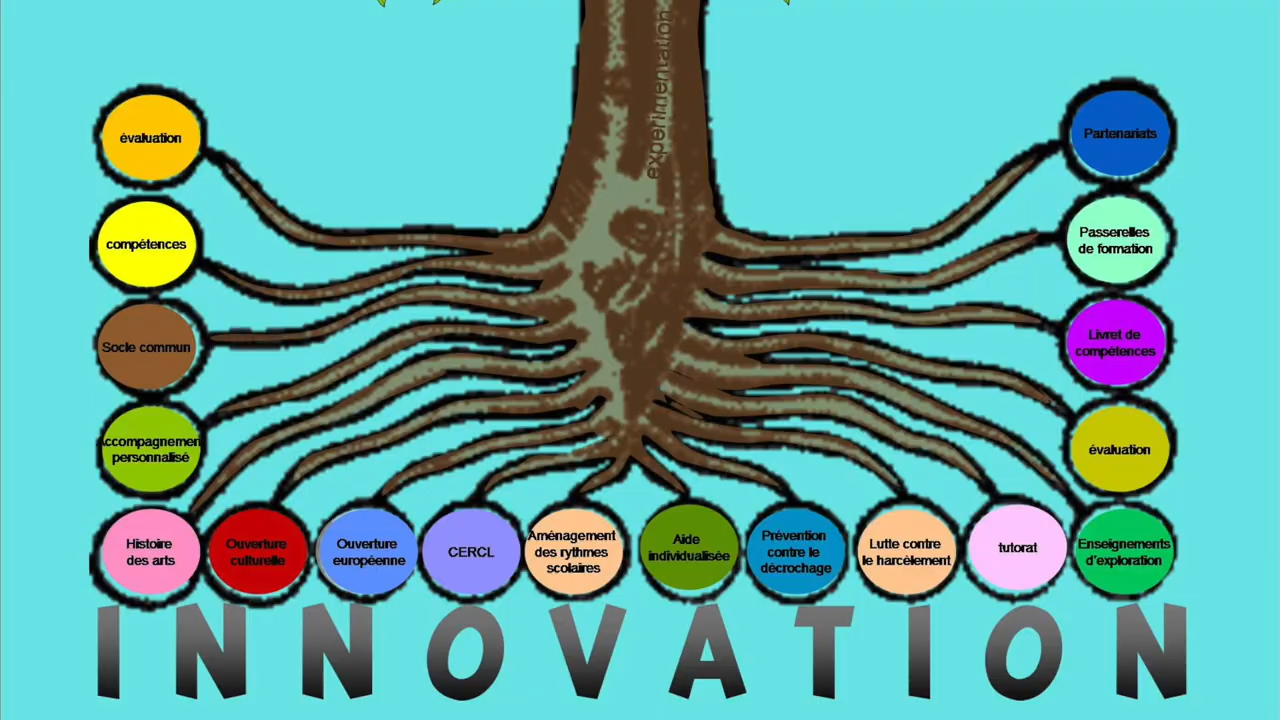 experimentation
évaluation
Partenariats
compétences
Passerelles
de formation
Socle commun
Livret de
compétences
Accompagnement
personnalisé
évaluation
Histoire
des arts
Ouverture
culturelle
Ouverture
européenne
CERCL
Aménagement
des rythmes
scolaires
Aide
individualisée
Prévention
contre le
décrochage
Lutte contre
le harcèlement
tutorat
Enseignements
d'exploration
INNOVATION